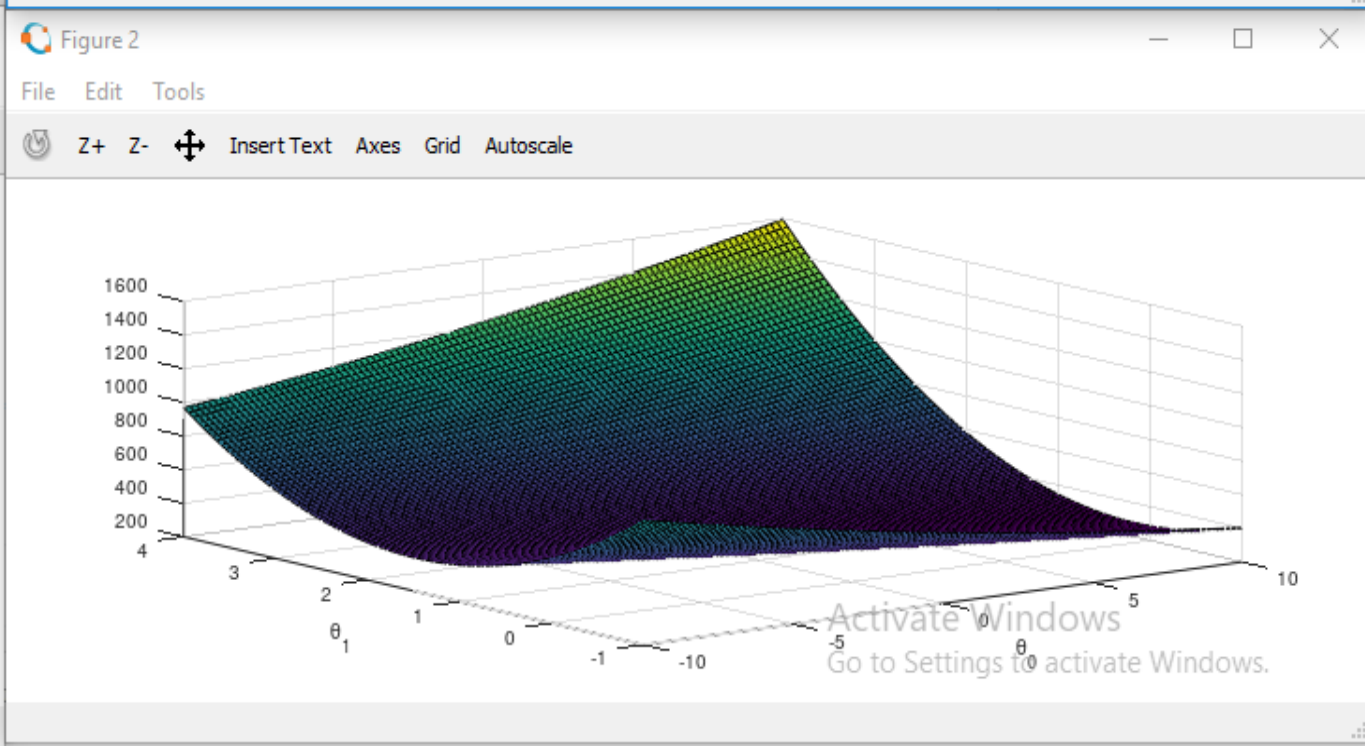 Figure 2
File Edit Tools
Z+ Z- Insert Text Axes Grid Autoscale
1600
1400
1200
1000
800
600
400
200
4
3
2
1
0
-1
θ1
-10
-5
0
5
10
θ0
Activate Windows
Go to Settings to activate Windows.